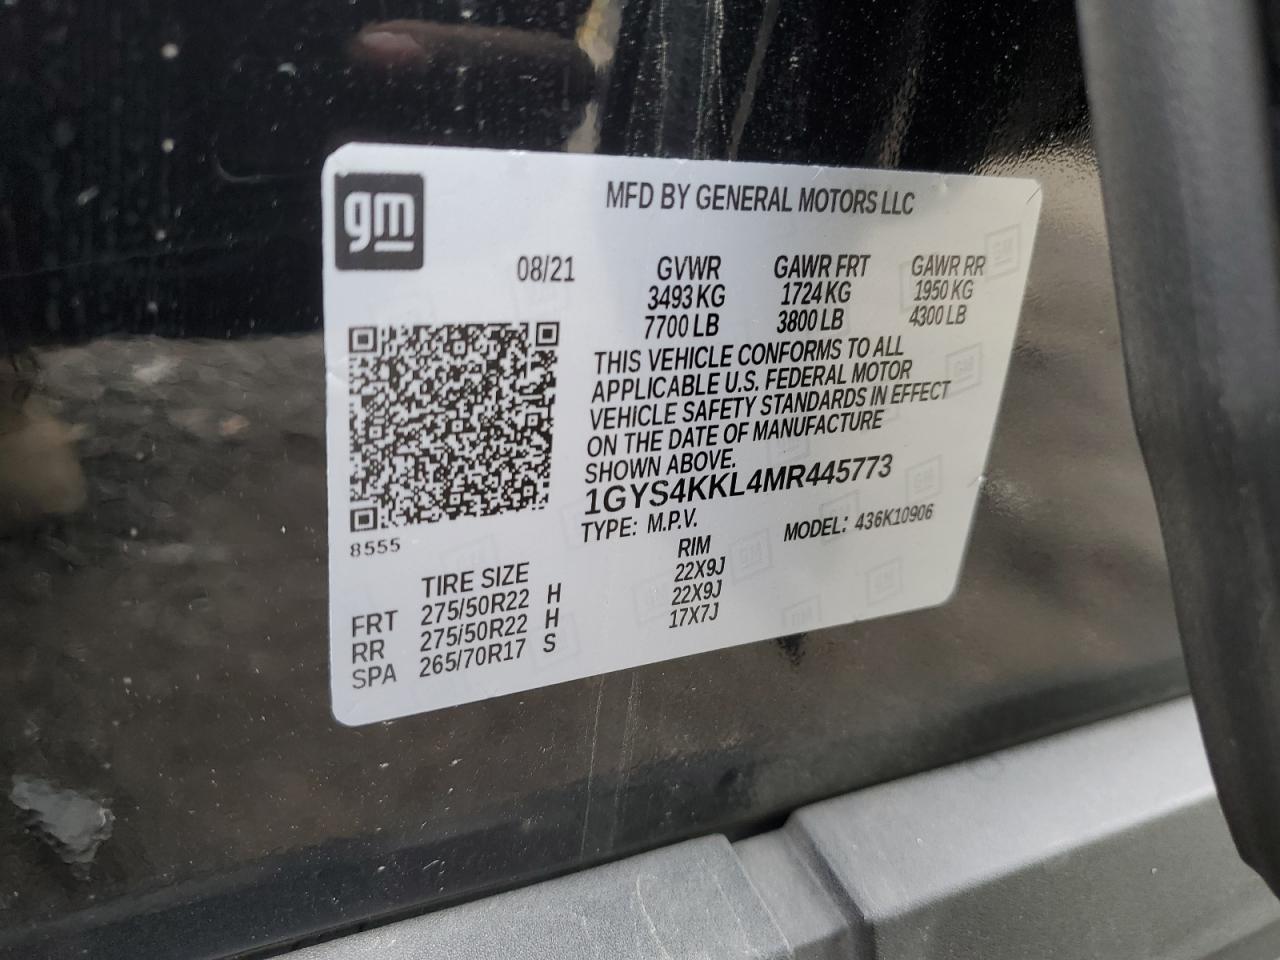 gm
MFD BY GENERAL MOTORS LLC
08/21 GVWR GAWR FRT GAWR RR
3493 KG 1724 KG 1950 KG
7700 LB 3800 LB 4300 LB
THIS VEHICLE CONFORMS TO ALL
APPLICABLE U.S. FEDERAL MOTOR
VEHICLE SAFETY STANDARDS IN EFFECT
ON THE DATE OF MANUFACTURE
SHOWN ABOVE.
1GYS4KKL4MR445773
TYPE: M.P.V. MODEL: 436K10906
8555
TIRE SIZE RIM
FRT 275/50R22 H 22X9J
RR 275/50R22 H 22X9J
SPA 265/70R17 S 17X7J